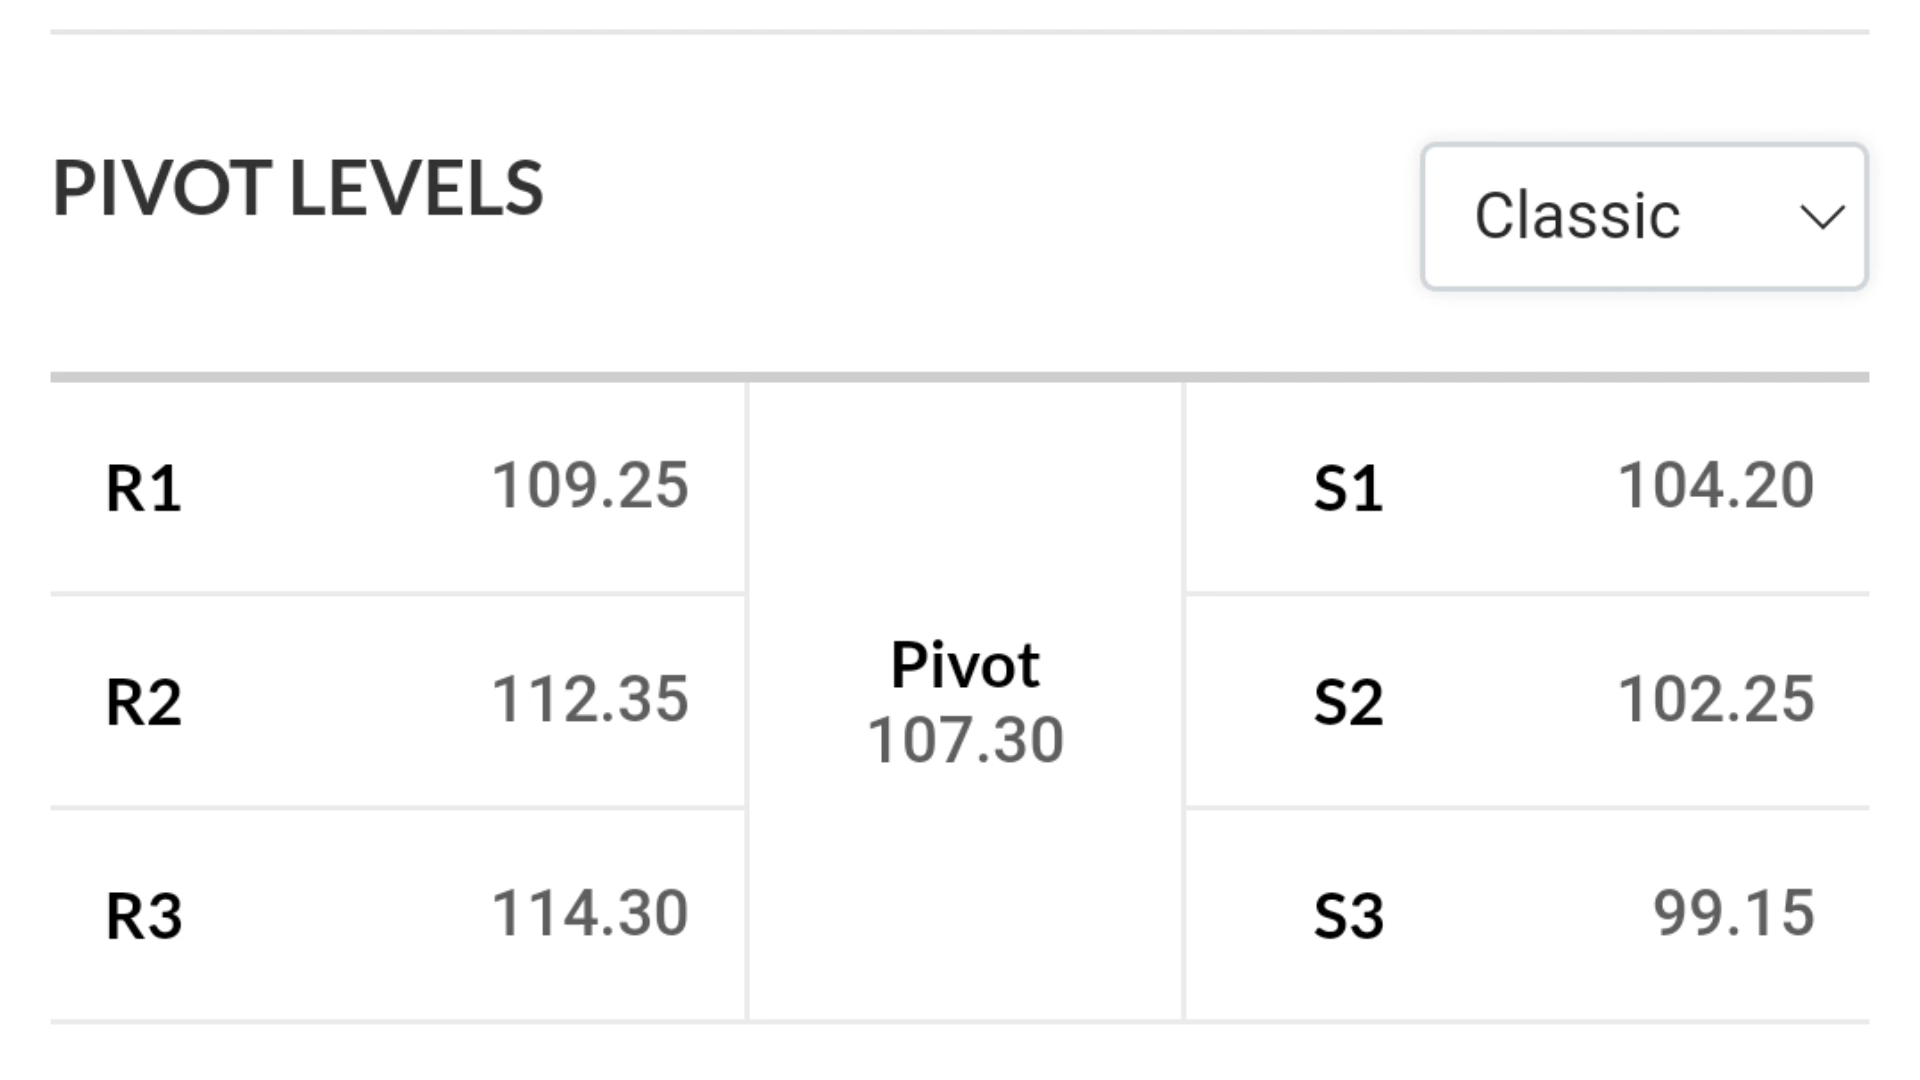 PIVOT LEVELS
Classic
R1 109.25
S1 104.20
R2 112.35
Pivot
107.30
S2 102.25
R3 114.30
S3 99.15